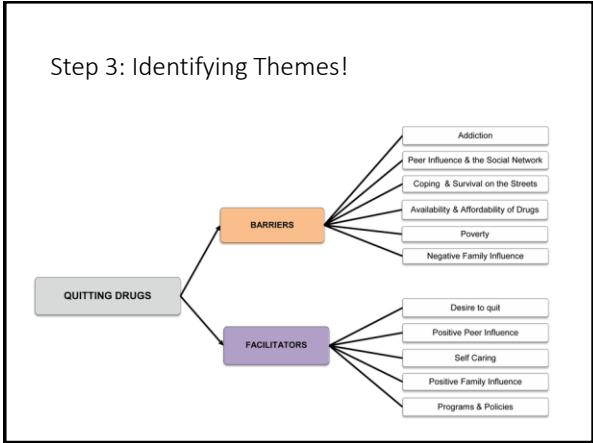 Step 3: Identifying Themes!
Addiction
Peer Influence & the Social Network
Coping & Survival on the Streets
Availability & Affordability of Drugs
Poverty
Negative Family Influence
BARRIERS
QUITTING DRUGS
FACILITATORS
Desire to quit
Positive Peer Influence
Self Caring
Positive Family Influence
Programs & Policies